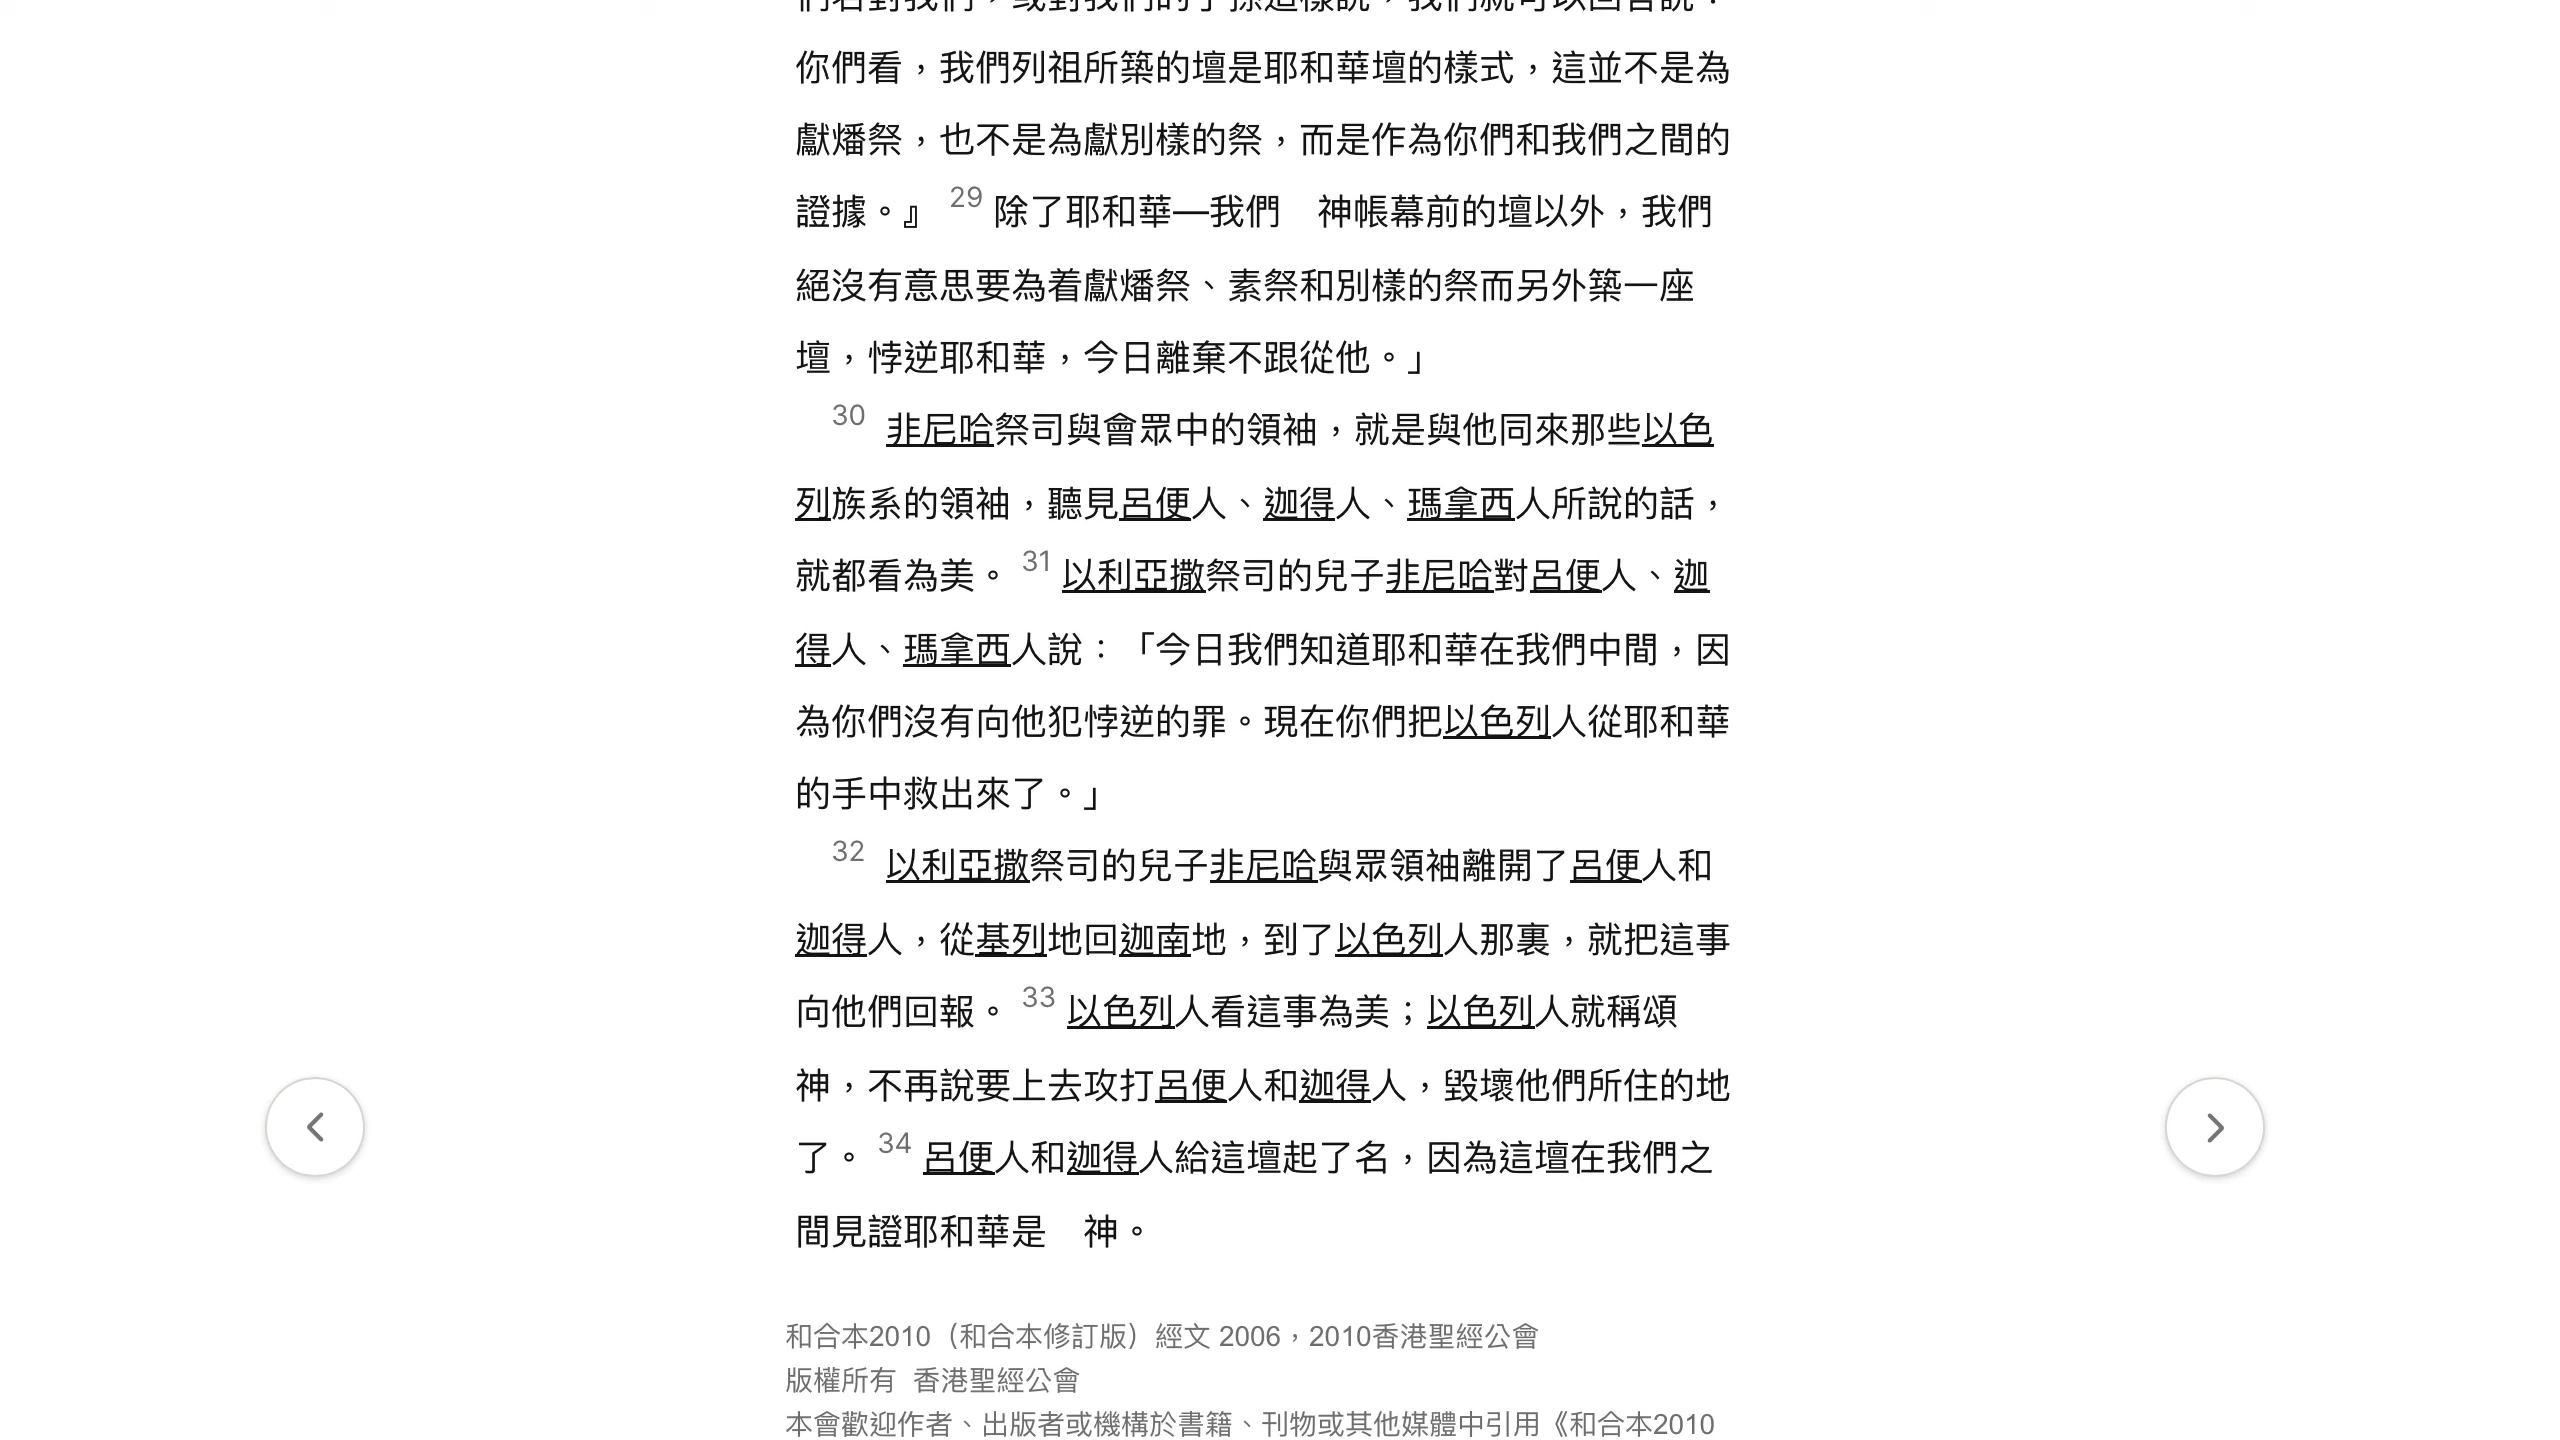 你們看，我們列祖所築的壇是耶和華壇的樣式，這並不是為
獻燔祭，也不是為獻別樣的祭，而是作為你們和我們之間的
證據。』 29 除了耶和華—我們　神帳幕前的壇以外，我們
絕沒有意思要為着獻燔祭、素祭和別樣的祭而另外築一座
壇，悖逆耶和華，今日離棄不跟從他。」
30 非尼哈祭司與會眾中的領袖，就是與他同來那些以色
列族系的領袖，聽見呂便人、迦得人、瑪拿西人所說的話，
就都看為美。 31 以利亞撒祭司的兒子非尼哈對呂便人、迦
得人、瑪拿西人說：「今日我們知道耶和華在我們中間，因
為你們沒有向他犯悖逆的罪。現在你們把以色列人從耶和華
的手中救出來了。」
32 以利亞撒祭司的兒子非尼哈與眾領袖離開了呂便人和
迦得人，從基列地回迦南地，到了以色列人那裏，就把這事
向他們回報。 33 以色列人看這事為美；以色列人就稱頌
神，不再說要上去攻打呂便人和迦得人，毀壞他們所住的地
了。 34 呂便人和迦得人給這壇起了名，因為這壇在我們之
間見證耶和華是　神。
和合本2010（和合本修訂版）經文 2006，2010香港聖經公會
版權所有 香港聖經公會
本會歡迎作者、出版者或機構於書籍、刊物或其他媒體中引用《和合本2010